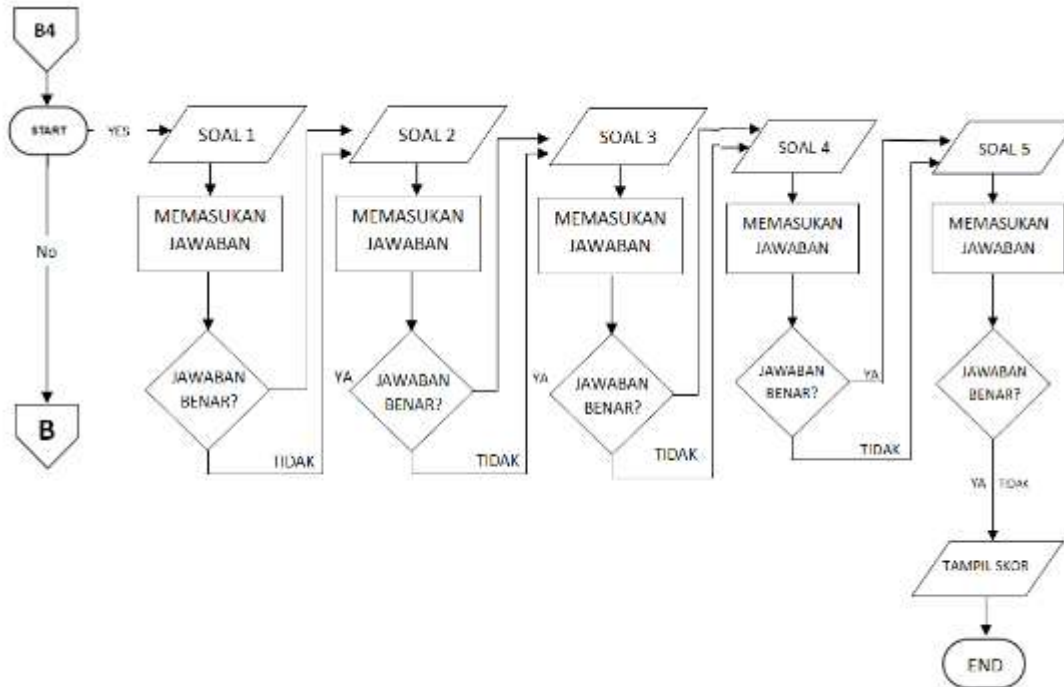 B4
START
YES
No
B
SOAL 1
MEMASUKAN
JAWABAN
JAWABAN
BENAR?
TIDAK
SOAL 2
MEMASUKAN
JAWABAN
YA
JAWABAN
BENAR?
TIDAK
SOAL 3
MEMASUKAN
JAWABAN
YA
JAWABAN
BENAR?
TIDAK
SOAL 4
MEMASUKAN
JAWABAN
JAWABAN
BENAR?
YA
TIDAK
SOAL 5
MEMASUKAN
JAWABAN
JAWABAN
BENAR?
YA TIDAK
TAMPIL SKOR
END